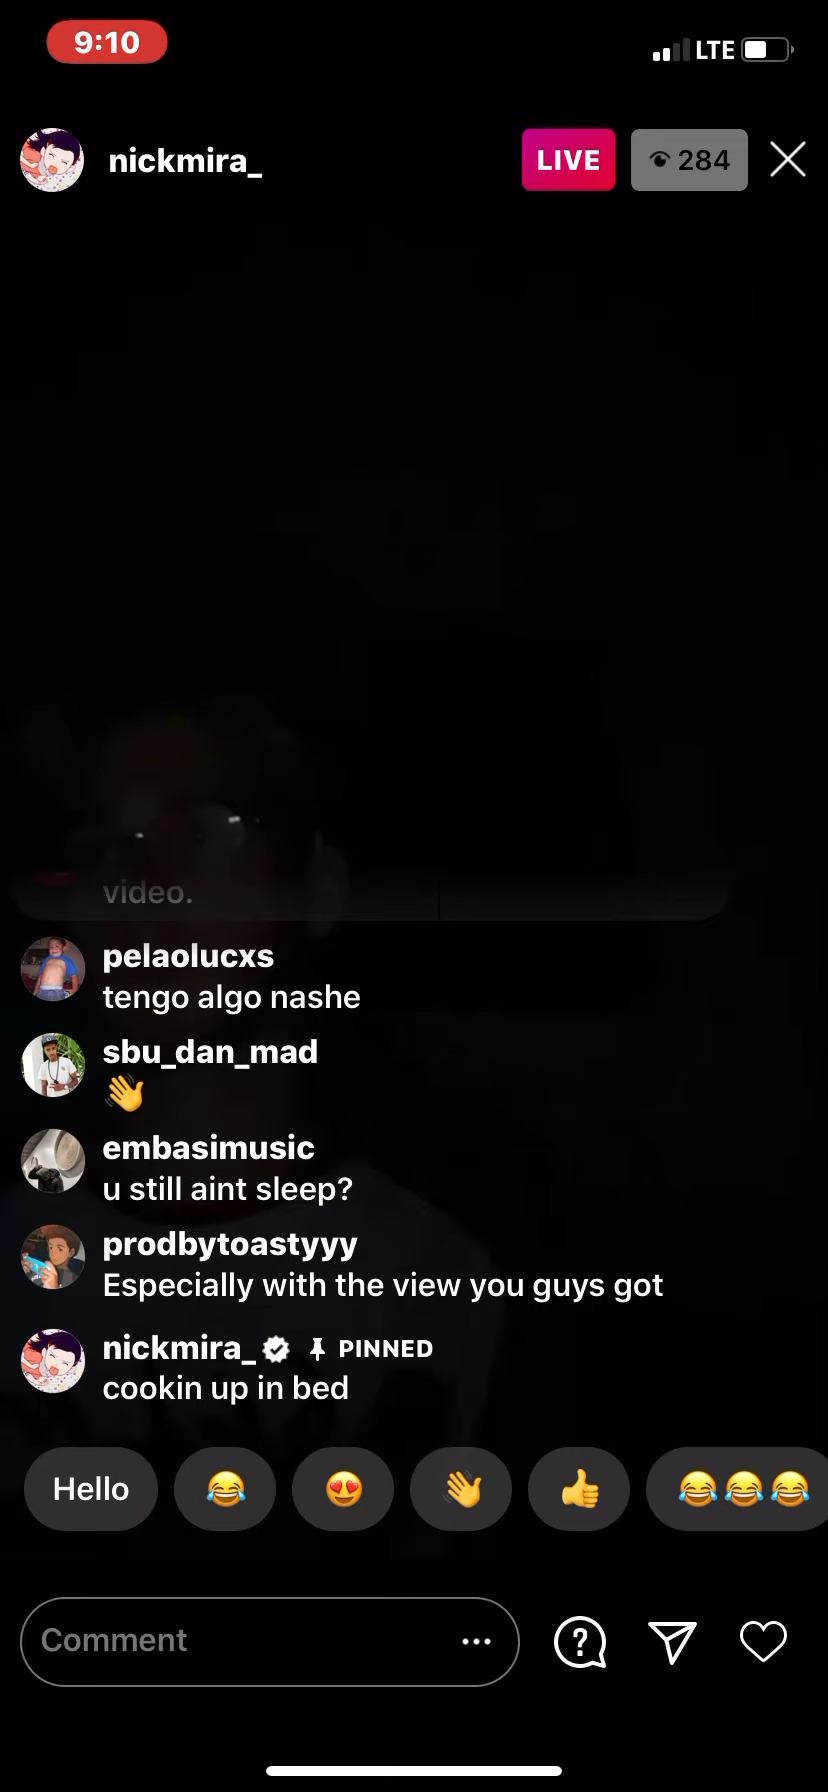 9:10
LTE
nickmira_
LIVE
284
video.
pelaolucxs
tengo algo nashe
sbu_dan_mad
👋
embasimusic
u still aint sleep?
prodbytoastyyy
Especially with the view you guys got
nickmira_ PINNED
cookin up in bed
Hello 😂 😍 👋 👍 😂😂😂
Comment